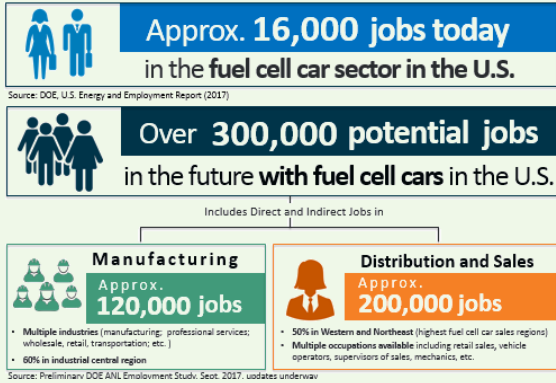 Approx. 16,000 jobs today
in the fuel cell car sector in the U.S.
Source: DOE, U.S. Energy and Employment Report (2017)
Over 300,000 potential jobs
in the future with fuel cell cars in the U.S.
Includes Direct and Indirect Jobs in
Manufacturing
Approx.
120,000 jobs
• Multiple industries (manufacturing; professional services;
wholesale, retail, transportation; etc. )
• 60% in industrial central region
Distribution and Sales
Approx.
200,000 jobs
• 50% in Western and Northeast (highest fuel cell car sales regions)
• Multiple occupations available including retail sales, vehicle
operators, supervisors of sales, mechanics, etc.
Source: Preliminary DOE ANL Employment Study, Sept. 2017, updates underway